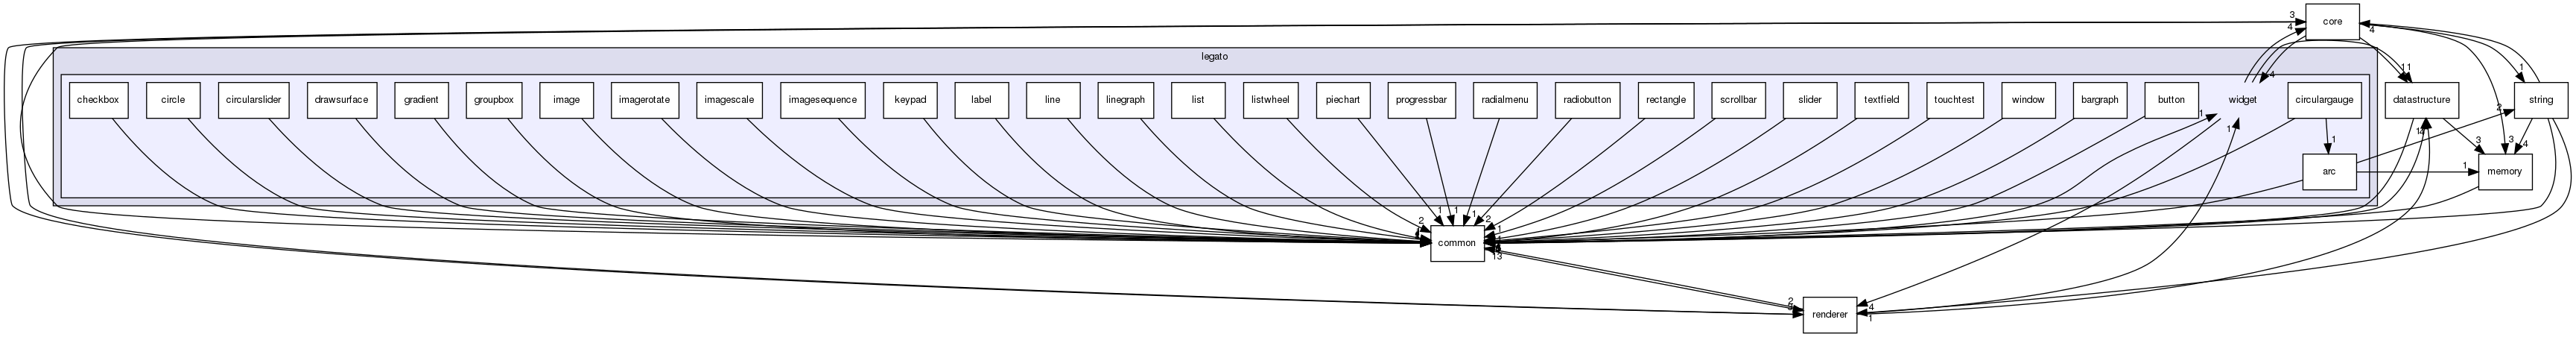 core
legato
checkbox
circle
circularslider
drawsurface
gradient
groupbox
image
imagerotate
imagescale
imagesequence
keypad
label
line
linegraph
list
listwheel
piechart
progressbar
radialmenu
radiobutton
rectangle
scrollbar
slider
textfield
touchtest
window
bargraph
button
widget
circulargauge
datastructure
string
arc
memory
common
renderer
3
4
4
4
1
1
1
2
1
1
3
3
4
1
1
2
1
1
1
2
1
13
2
4
1